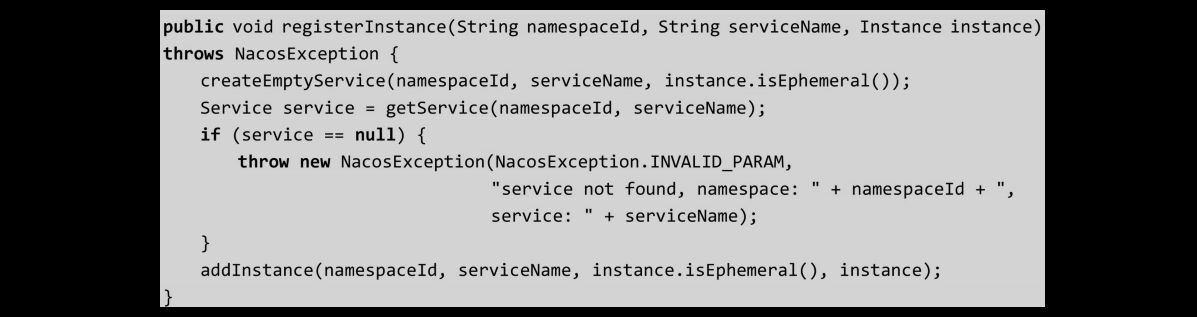 public void registerInstance(String namespaceId, String serviceName, Instance instance)
throws NacosException {
    createEmptyService(namespaceId, serviceName, instance.isEphemeral());
    Service service = getService(namespaceId, serviceName);
    if (service == null) {
        throw new NacosException(NacosException.INVALID_PARAM,
                                   "service not found, namespace: " + namespaceId + ",
                                   service: " + serviceName);
    }
    addInstance(namespaceId, serviceName, instance.isEphemeral(), instance);
}